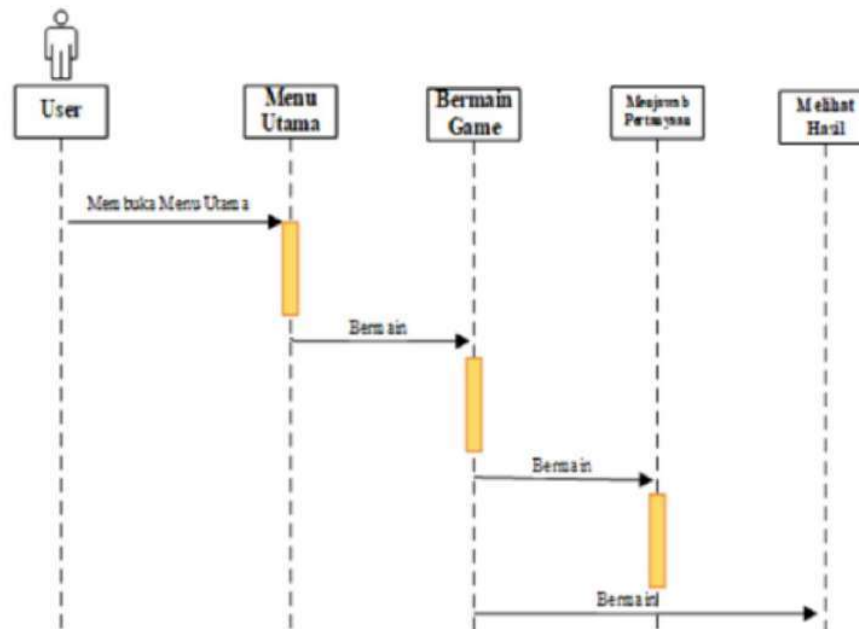 User
Menu
Utama
Bermain
Game
Menjawab
Pertanyaan
Melihat
Hasil
Membuka Menu Utama
Bermain
Bermain
Bermain